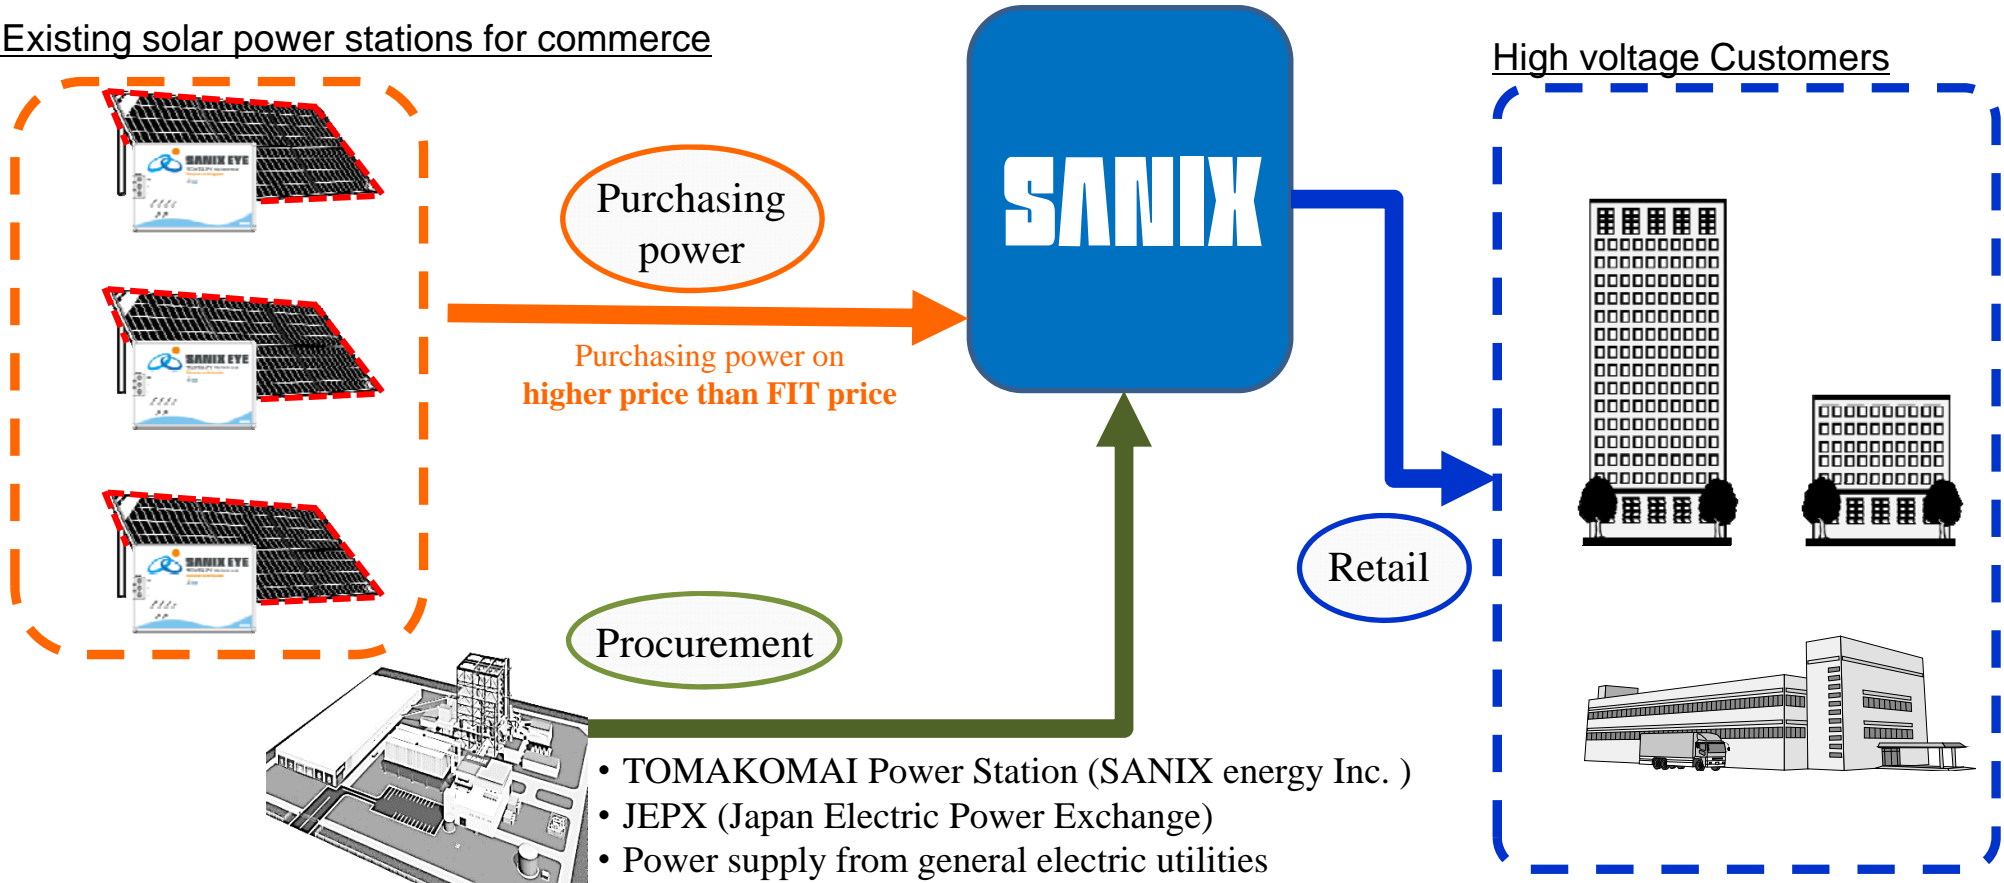 Existing solar power stations for commerce
High voltage Customers
SANIX EYE
SANIX EYE
SANIX EYE
Purchasing
power
Purchasing power on
higher price than FIT price
SANIX
Retail
Procurement
• TOMAKOMAI Power Station (SANIX energy Inc. )
• JEPX (Japan Electric Power Exchange)
• Power supply from general electric utilities